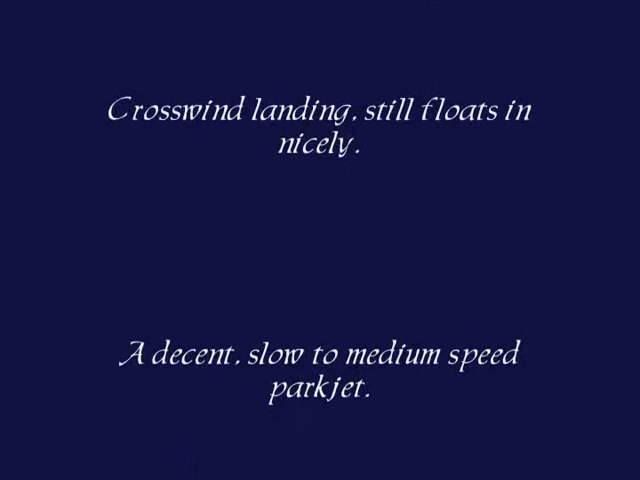 Crosswind landing, still floats in
nicely.
A decent, slow to medium speed
parkjet.